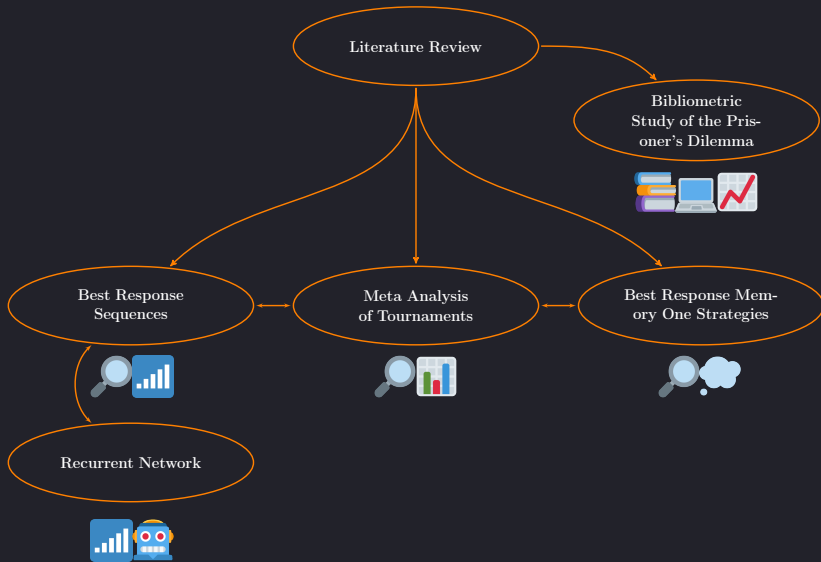 Literature Review
Bibliometric
Study of the Pris-
oner's Dilemma
Best Response
Sequences
Meta Analysis
of Tournaments
Best Response Mem-
ory One Strategies
Recurrent Network